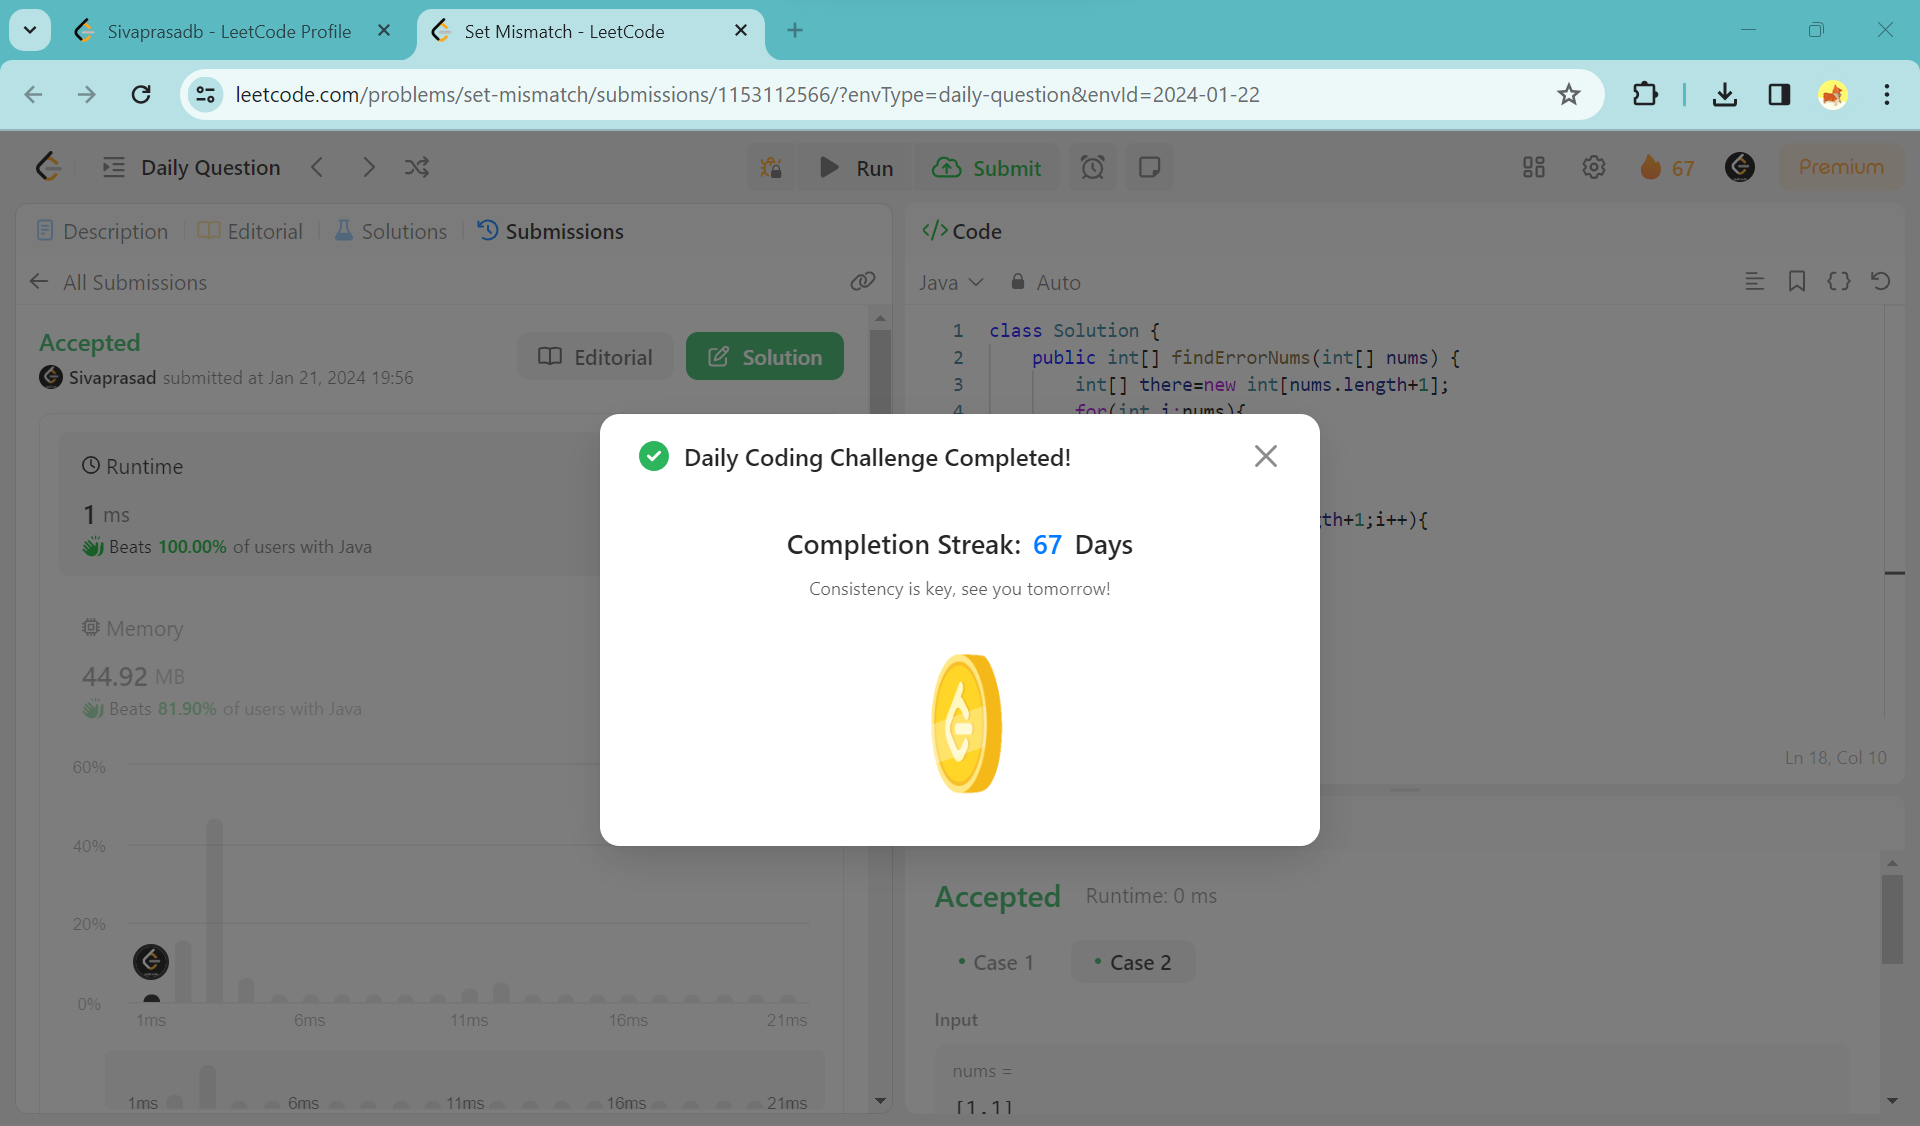 Sivaprasadb - LeetCode Profile
Set Mismatch - LeetCode
leetcode.com/problems/set-mismatch/submissions/1153112566/?envType=daily-question&envId=2024-01-22
Daily Question
Run
Submit
67
Premium
Description
Editorial
Solutions
Submissions
All Submissions
Accepted
Sivaprasad submitted at Jan 21, 2024 19:56
Editorial
Solution
Runtime
1 ms
Beats 100.00% of users with Java
Memory
44.92 MB
Beats 81.90% of users with Java
60%
40%
20%
0%
1ms 6ms 11ms 16ms 21ms
1ms 6ms 11ms 16ms 21ms
</> Code
Java
Auto
1 class Solution {
2 public int[] findErrorNums(int[] nums) {
3 int[] there=new int[nums.length+1];
4 for(int i:nums){
th+1;i++){
Ln 18, Col 10
Daily Coding Challenge Completed!
Completion Streak: 67 Days
Consistency is key, see you tomorrow!
Accepted Runtime: 0 ms
• Case 1
• Case 2
Input
nums =
[1,1]